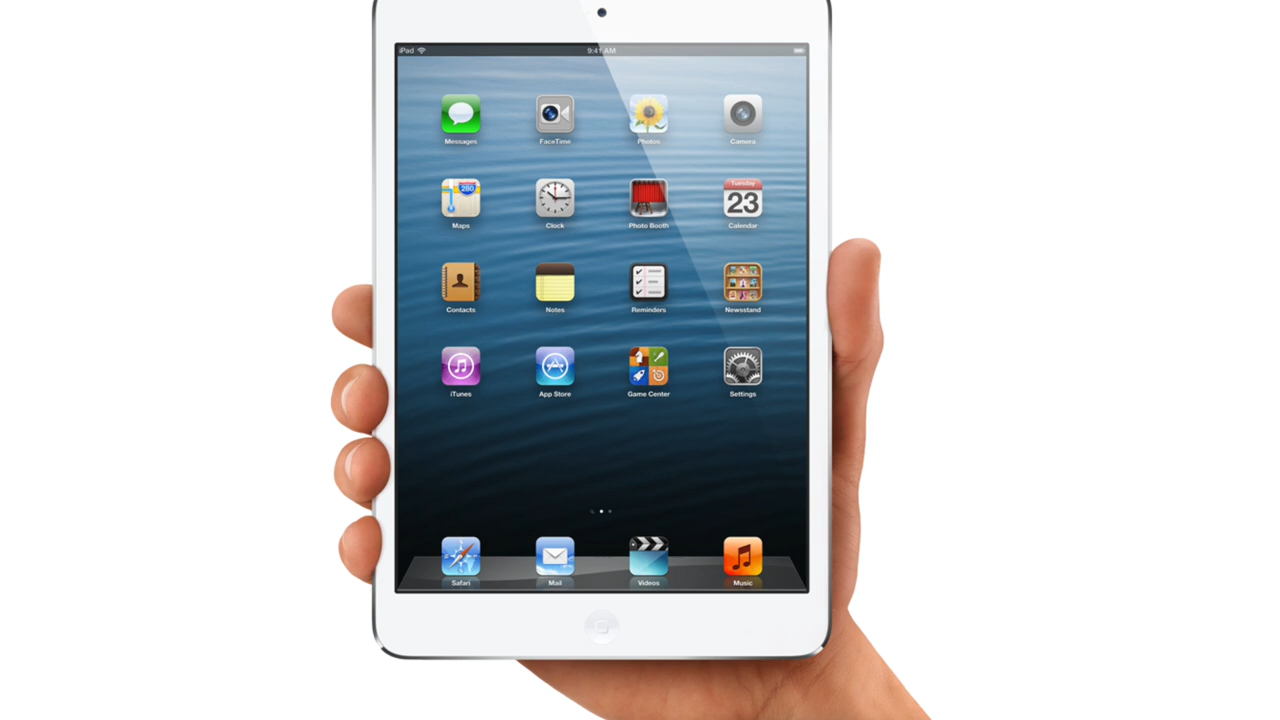 iPad 9:41 AM
Messages FaceTime Photos Camera
280 Tuesday
23
Maps Clock Photo Booth Calendar
Contacts Notes Reminders Newsstand
iTunes App Store Game Center Settings
Safari Mail Videos Music